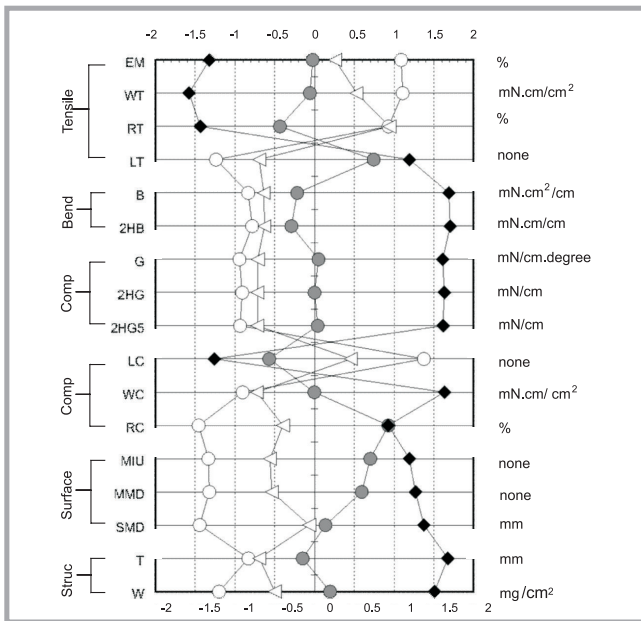 -2 -1.5 -1 -0.5 0 0.5 1 1.5 2
Tensile
EM %
WT mN.cm/cm²
RT %
LT none
Bend
B mN.cm²/cm
2HB mN.cm/cm
Comp
G mN/cm.degree
2HG mN/cm
2HG5 mN/cm
Comp
LC none
WC mN.cm/ cm²
RC %
Surface
MIU none
MMD none
SMD mm
Struc
T mm
W mg/cm²
-2 -1.5 -1 -0.5 0 0.5 1 1.5 2